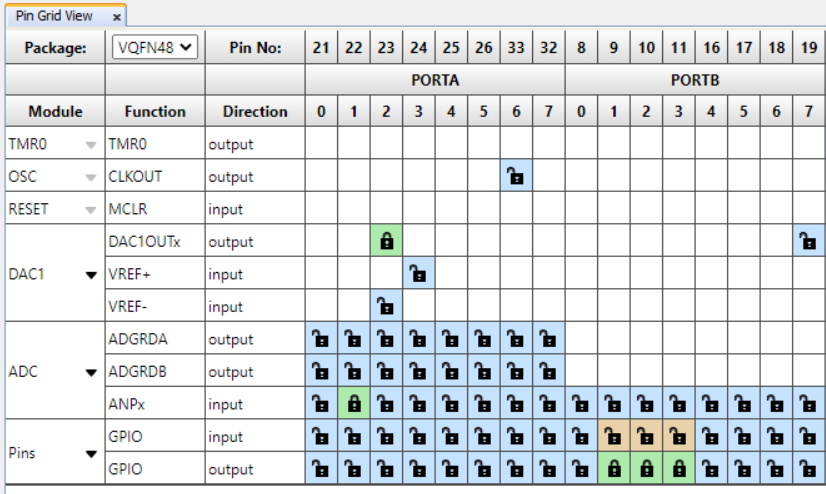 Pin Grid View x
Package: VQFN48 Pin No: 21 22 23 24 25 26 33 32 8 9 10 11 16 17 18 19
PORTA PORTB
Module Function Direction 0 1 2 3 4 5 6 7 0 1 2 3 4 5 6 7
TMR0 TMR0 output
OSC CLKOUT output
RESET MCLR input
DAC1OUTx output
DAC1 VREF+ input
VREF- input
ADGRDA output
ADC ADGRDB output
ANPx input
Pins GPIO input
GPIO output